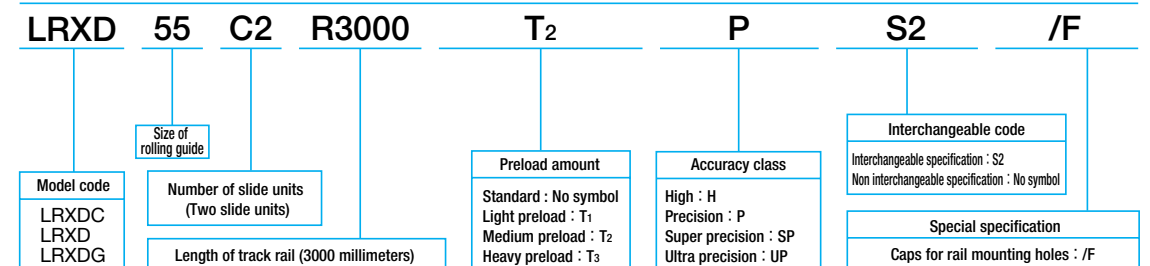 LRXD 55 C2 R3000 T2 P S2 /F
Size of
rolling guide
Model code
LRXDC
LRXD
LRXDG
Number of slide units
(Two slide units)
Length of track rail (3000 millimeters)
Preload amount
Standard : No symbol
Light preload : T1
Medium preload : T2
Heavy preload : T3
Accuracy class
High : H
Precision : P
Super precision : SP
Ultra precision : UP
Interchangeable code
Interchangeable specification : S2
Non interchangeable specification : No symbol
Special specification
Caps for rail mounting holes : /F